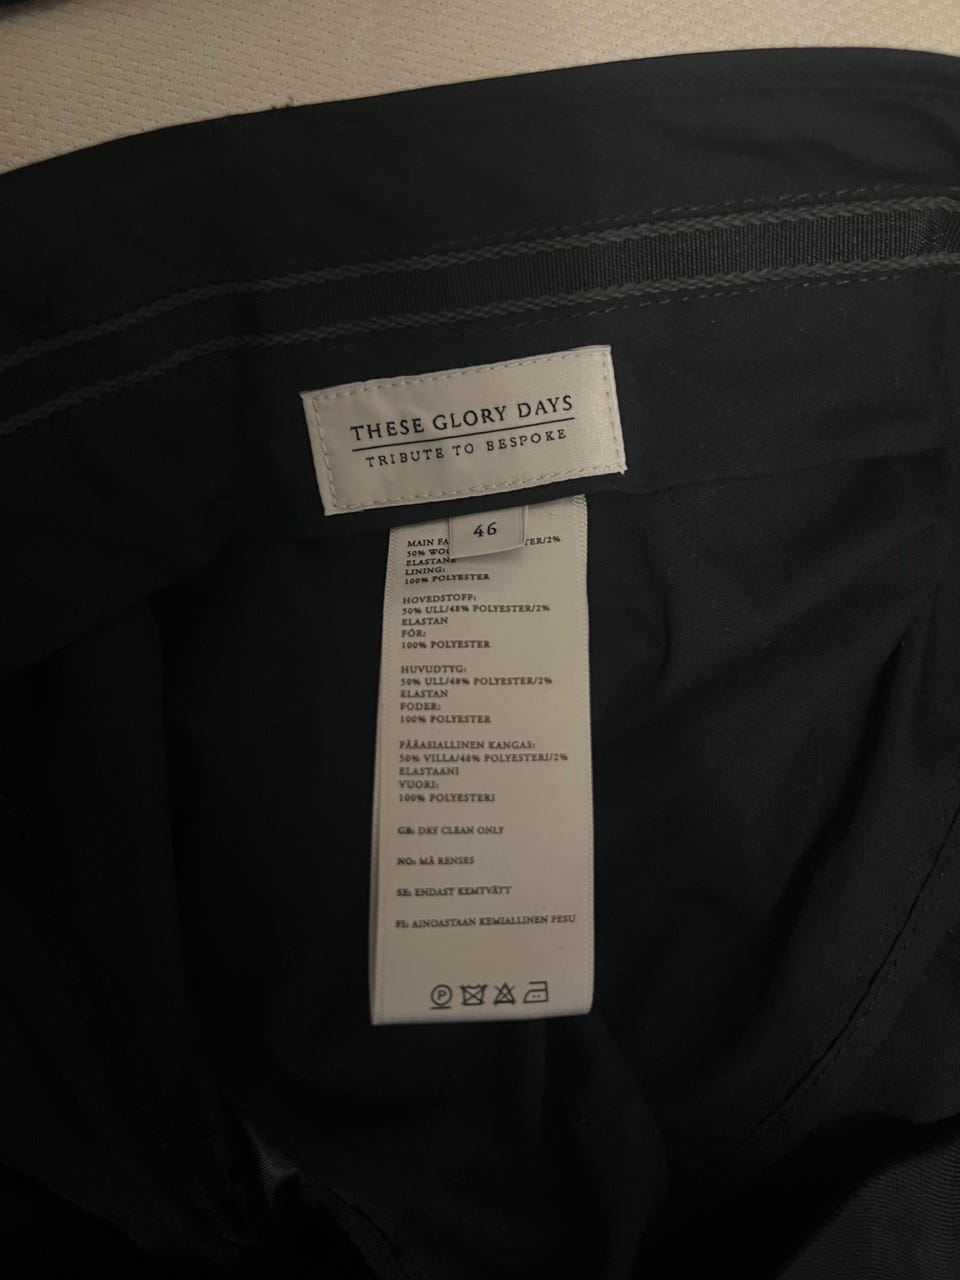 THESE GLORY DAYS
TRIBUTE TO BESPOKE
46
MAIN
50%
ELASTANE
LINING:
100% POLYESTER
HOVEDSTOFF:
50% ULL/48% POLYESTER/2%
ELASTAN
FÓR:
100% POLYESTER
HUVUDTYG:
50% ULL/48% POLYESTER/2%
ELASTAN
FODER:
100% POLYESTER
PÄÄASIALLINEN KANGAS:
50% VILLA/48% POLYESTERI/2%
ELASTAANI
VUORI:
100% POLYESTERI
GB: DRY CLEAN ONLY
NO: MÅ RENSES
SE: ENDAST KEMTVÄTT
FI: AINOASTAAN KEMIALLINEN PESU
P